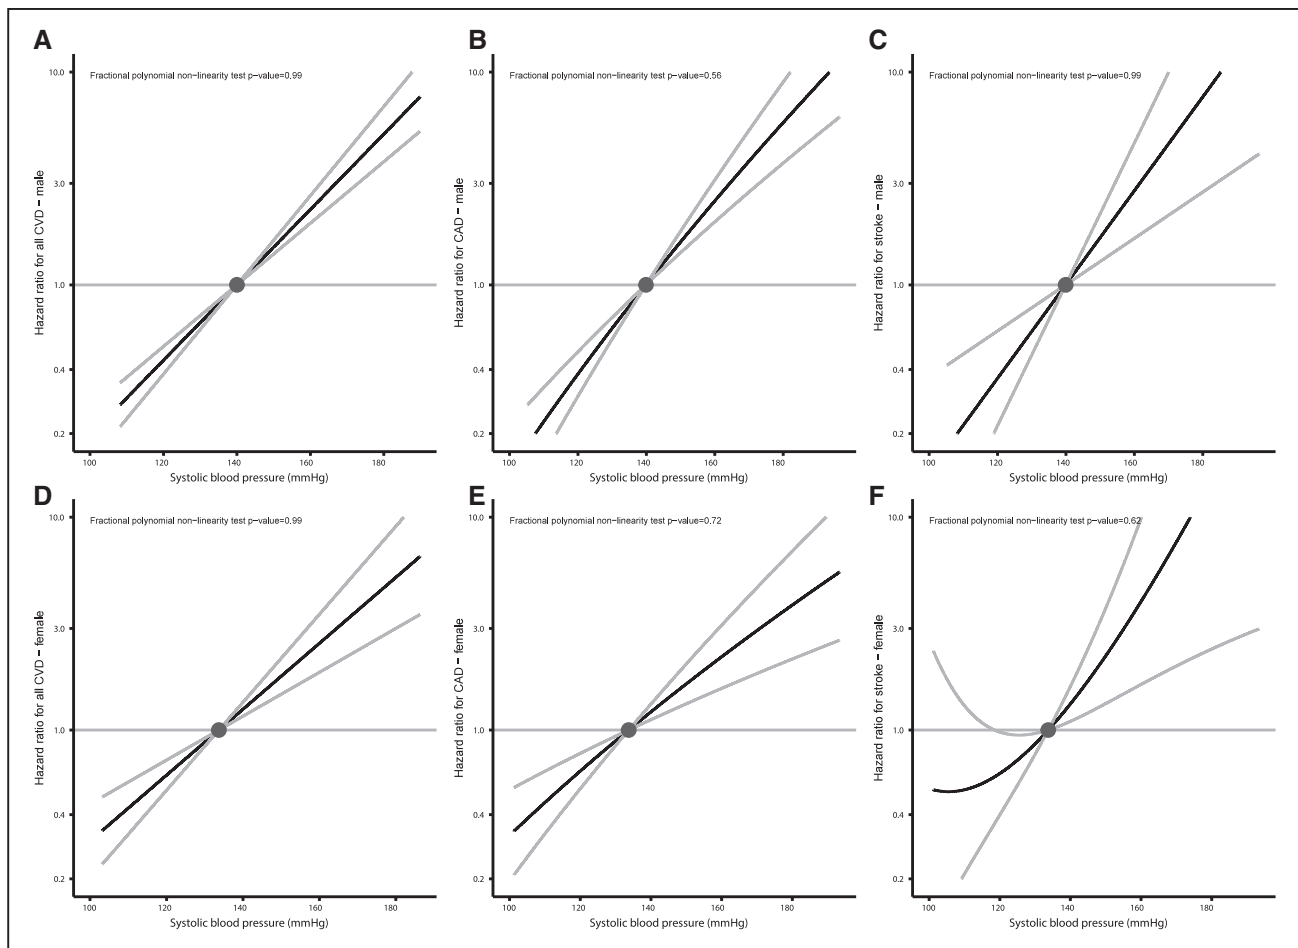 A
Fractional polynomial non-linearity test p-value=0.99
Hazard ratio for all CVD – male
10.0
3.0
1.0
0.4
0.2
100 120 140 160 180
Systolic blood pressure (mmHg)
B
Fractional polynomial non-linearity test p-value=0.56
Hazard ratio for CAD – male
10.0
3.0
1.0
0.4
0.2
100 120 140 160 180
Systolic blood pressure (mmHg)
C
Fractional polynomial non-linearity test p-value=0.99
Hazard ratio for stroke – male
10.0
3.0
1.0
0.4
0.2
100 120 140 160 180
Systolic blood pressure (mmHg)
D
Fractional polynomial non-linearity test p-value=0.99
Hazard ratio for all CVD – female
10.0
3.0
1.0
0.4
0.2
100 120 140 160 180
Systolic blood pressure (mmHg)
E
Fractional polynomial non-linearity test p-value=0.72
Hazard ratio for CAD – female
10.0
3.0
1.0
0.4
0.2
100 120 140 160 180
Systolic blood pressure (mmHg)
F
Fractional polynomial non-linearity test p-value=0.62
Hazard ratio for stroke – female
10.0
3.0
1.0
0.4
0.2
100 120 140 160 180
Systolic blood pressure (mmHg)